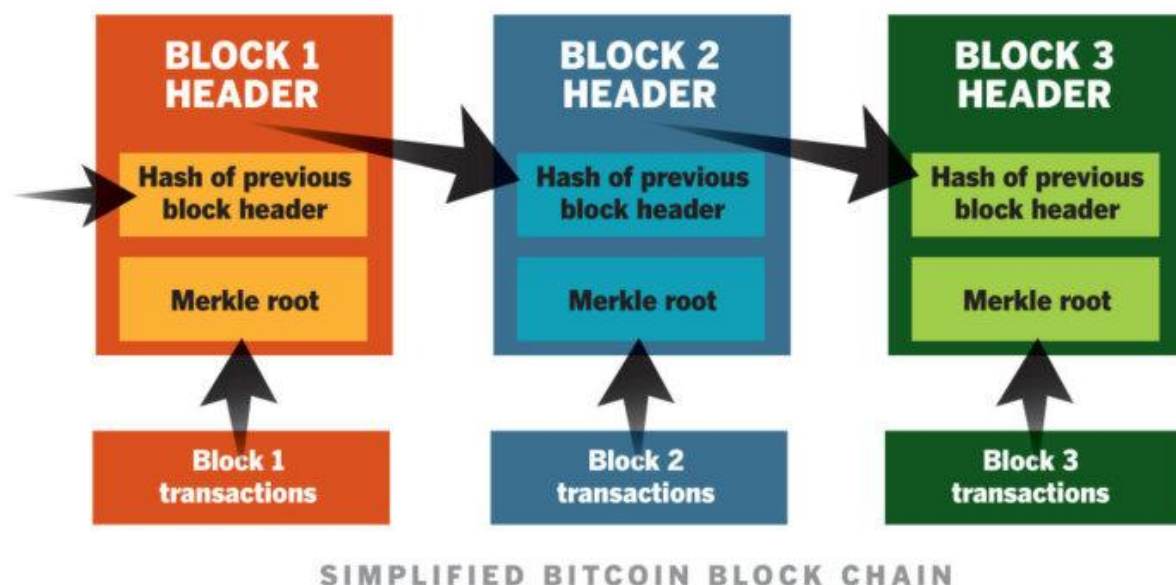 BLOCK 1
HEADER
Hash of previous
block header
Merkle root
Block 1
transactions
BLOCK 2
HEADER
Hash of previous
block header
Merkle root
Block 2
transactions
BLOCK 3
HEADER
Hash of previous
block header
Merkle root
Block 3
transactions
SIMPLIFIED BITCOIN BLOCK CHAIN